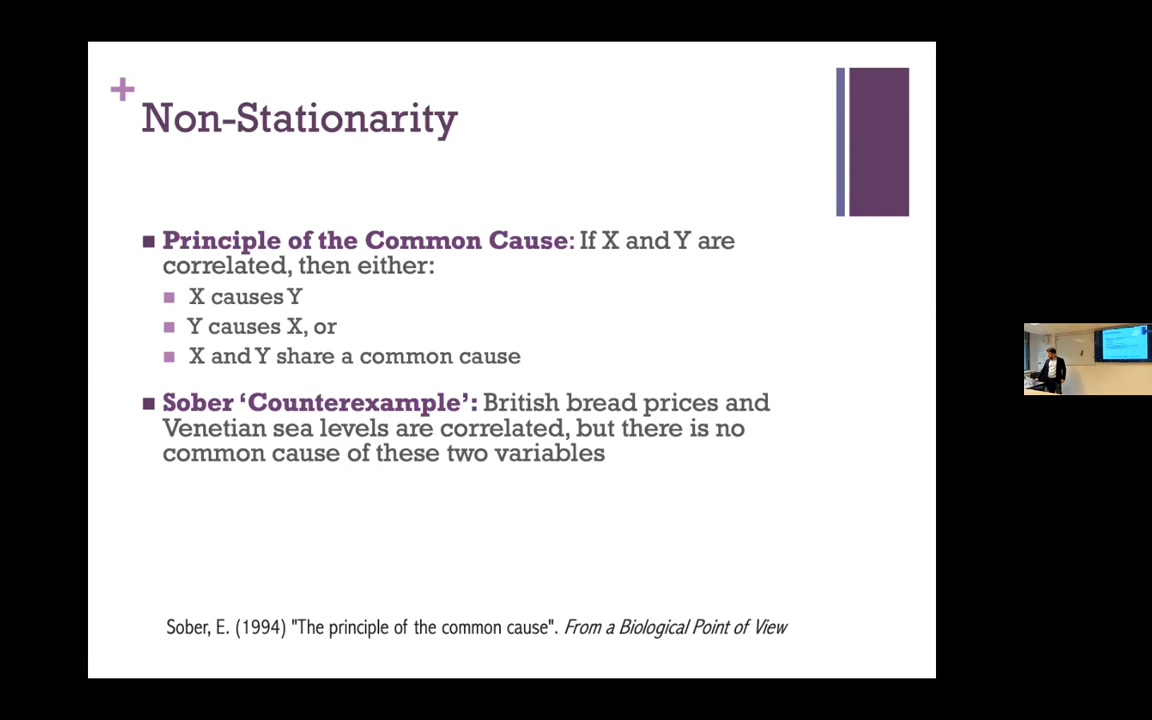 Non-Stationarity
Principle of the Common Cause: If X and Y are
correlated, then either:
X causes Y
Y causes X, or
X and Y share a common cause
Sober ‘Counterexample’: British bread prices and
Venetian sea levels are correlated, but there is no
common cause of these two variables
Sober, E. (1994) "The principle of the common cause". From a Biological Point of View